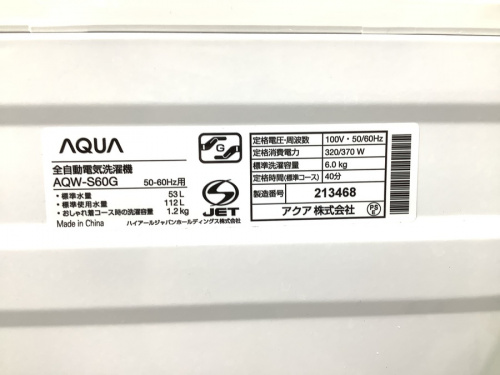 AQUA
全自動電気洗濯機
AQW-S60G 50-60Hz用
・標準水量 53 L
・標準使用水量 112 L
・おしゃれ着コース時の洗濯容量 1.2 kg
Made in China ハイアールジャパンホールディングス株式会社
G
S
JET
定格電圧・周波数 100V・50/60Hz
定格消費電力 320/370 W
標準洗濯容量 6.0 kg
定格時間(標準コース) 40分
製造番号 213468
アクア 株式会社 PSE